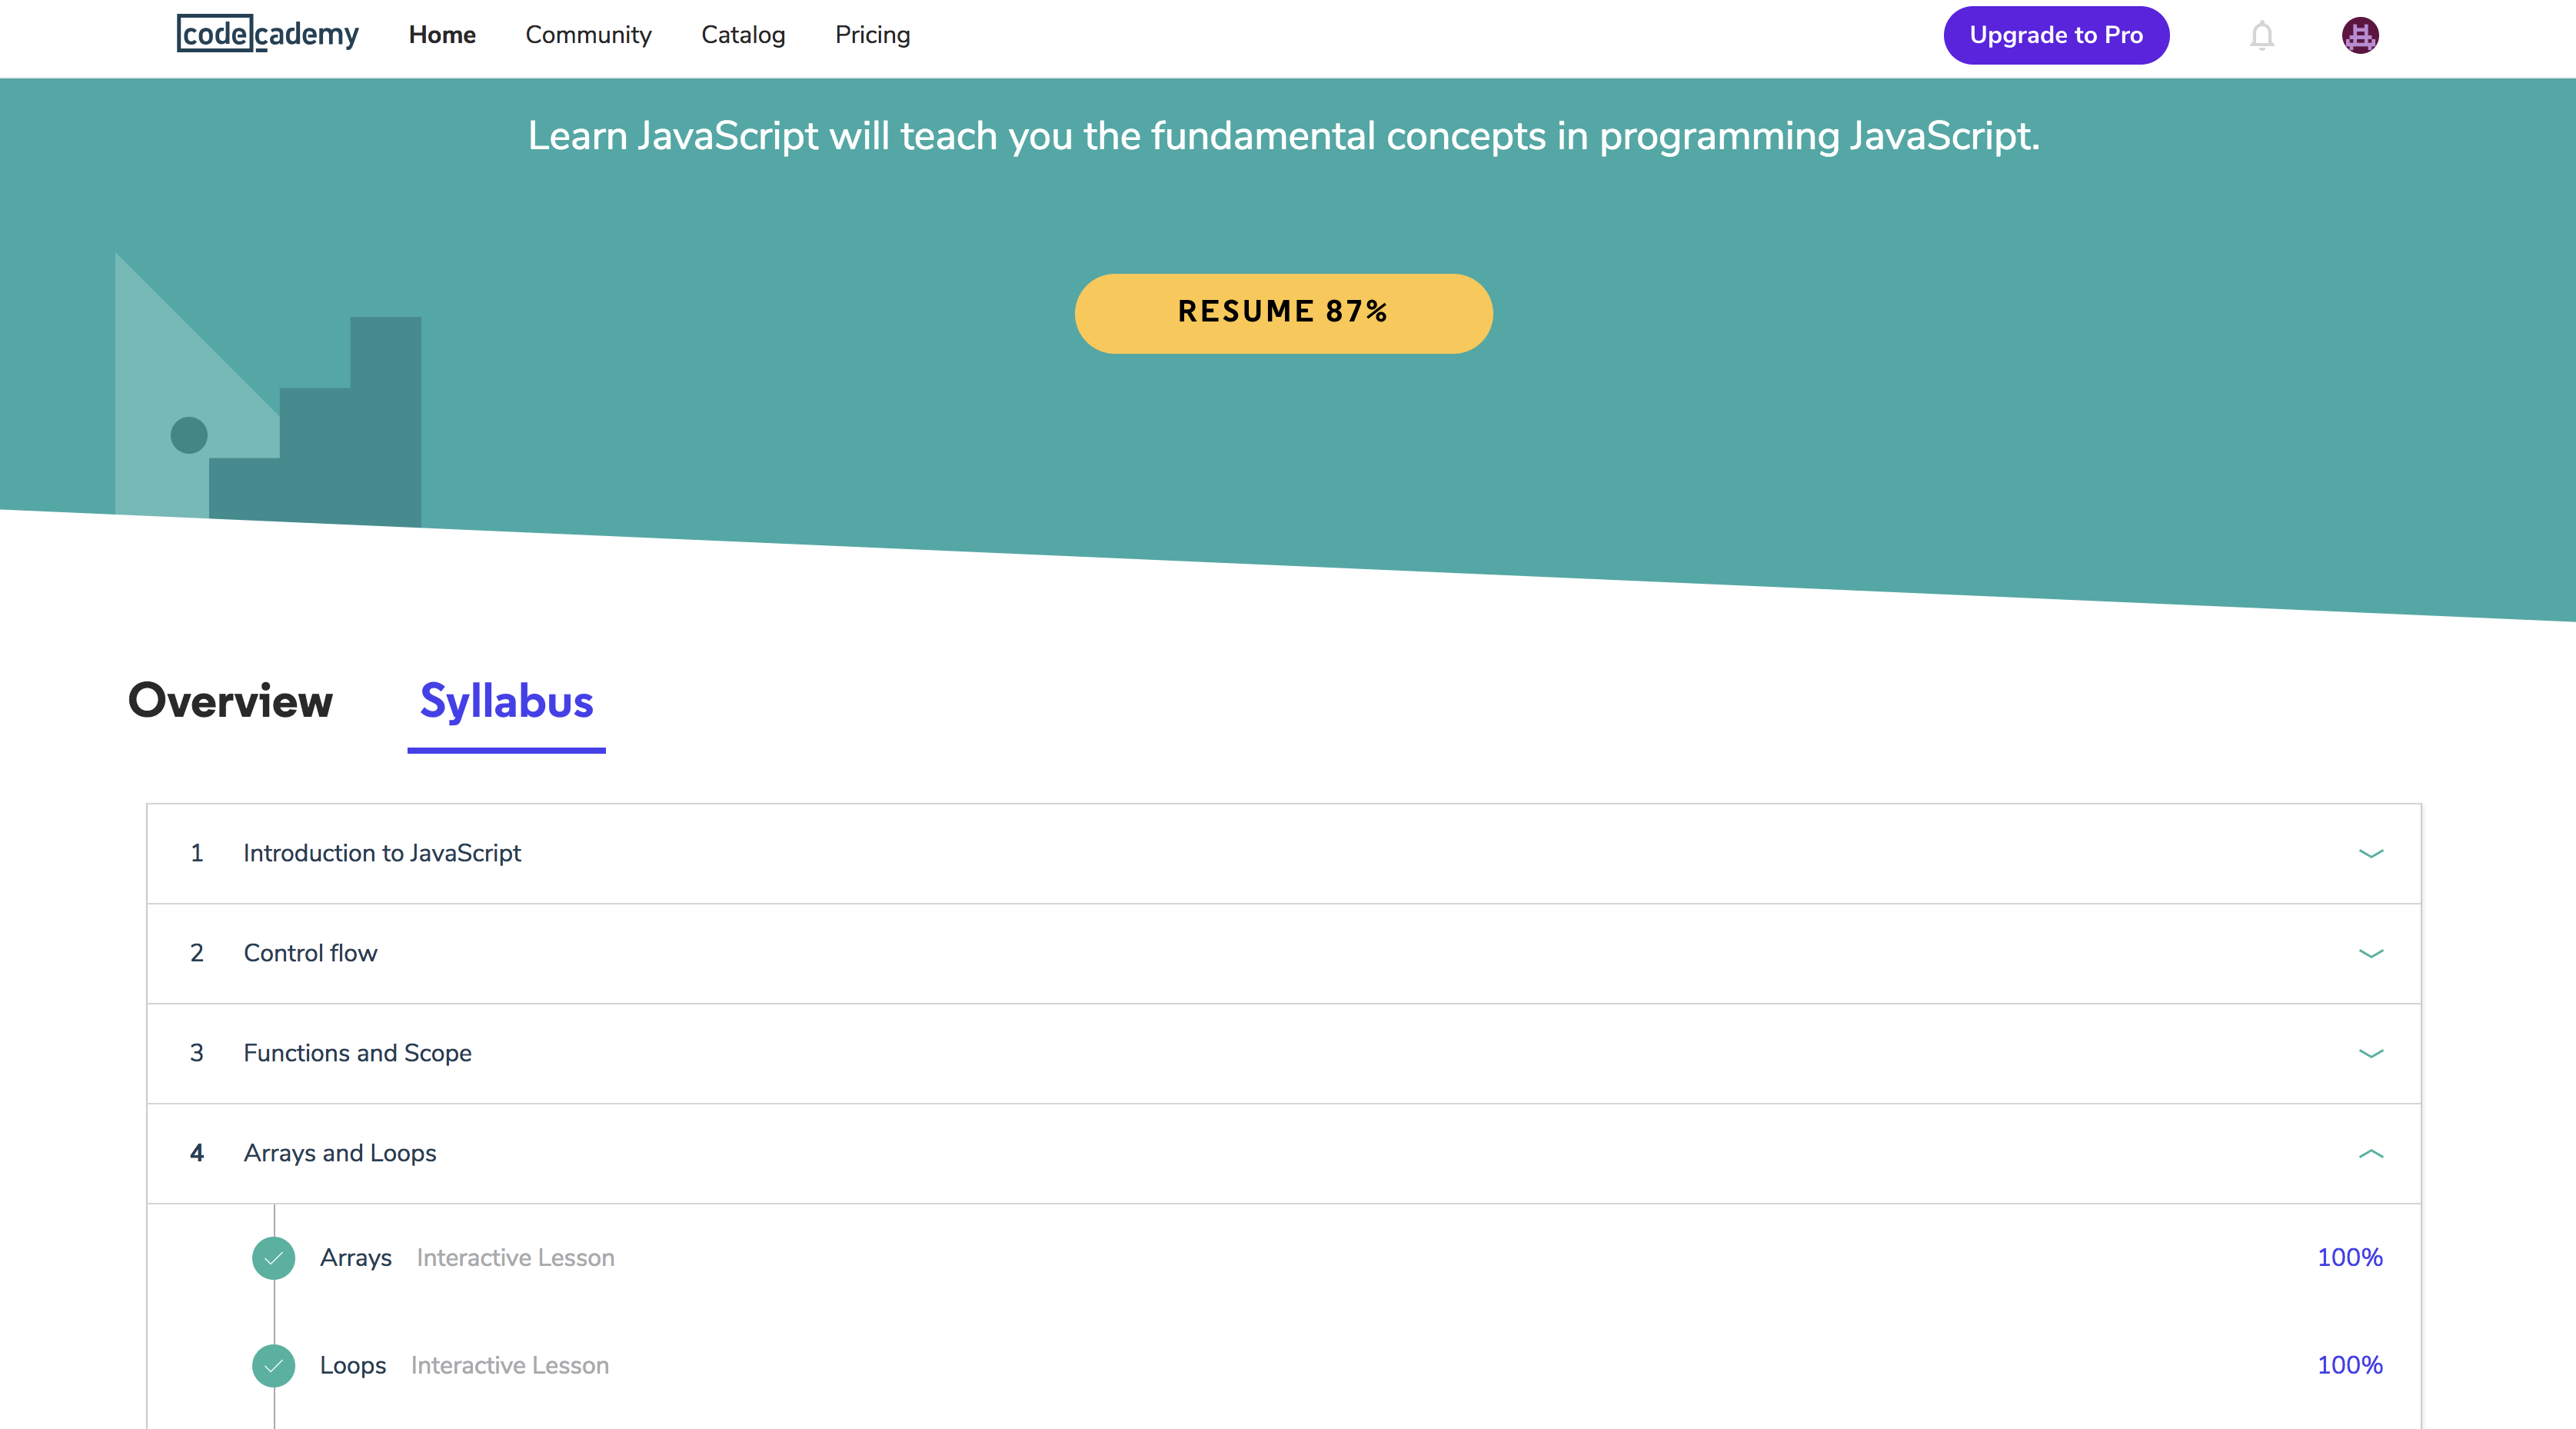 codecademy Home Community Catalog Pricing Upgrade to Pro
Learn JavaScript will teach you the fundamental concepts in programming JavaScript.
RESUME 87%
Overview Syllabus
1 Introduction to JavaScript
2 Control flow
3 Functions and Scope
4 Arrays and Loops
Arrays Interactive Lesson 100%
Loops Interactive Lesson 100%